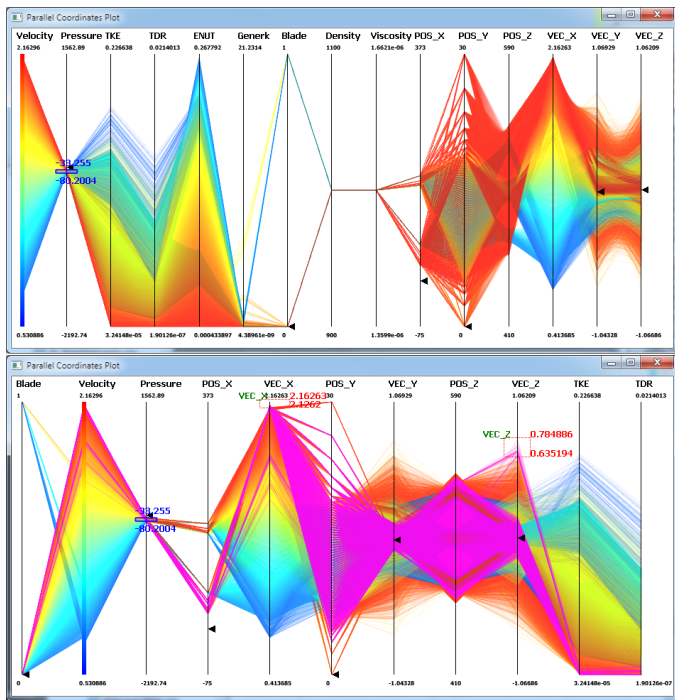 Parallel Coordinates Plot
Velocity Pressure TKE TDR ENUT Generk Blade Density Viscosity POS_X POS_Y POS_Z VEC_X VEC_Y VEC_Z
2.16296 1562.89 0.226638 0.0214013 0.267792 21.2314 1 1100 1.6621e-06 373 30 590 2.16263 1.06929 1.06209
-33.255
-80.2004
0.530886 -2192.74 3.24148e-05 1.90126e-07 0.000433897 4.38961e-09 0 900 1.3599e-06 -75 0 410 0.413685 -1.04328 -1.06686
Parallel Coordinates Plot
Blade Velocity Pressure POS_X VEC_X POS_Y VEC_Y POS_Z VEC_Z TKE TDR
1 2.16296 1562.89 373 VEC_X 2.16263 2.16263 30 1.06929 590 1.06209 0.226638 0.0214013
2.1262
VEC_Z 0.784886
0.635194
-33.255
-80.2004
0 0.530886 -2192.74 -75 0.413685 0 -1.04328 410 -1.06686 3.24148e-05 1.90126e-07